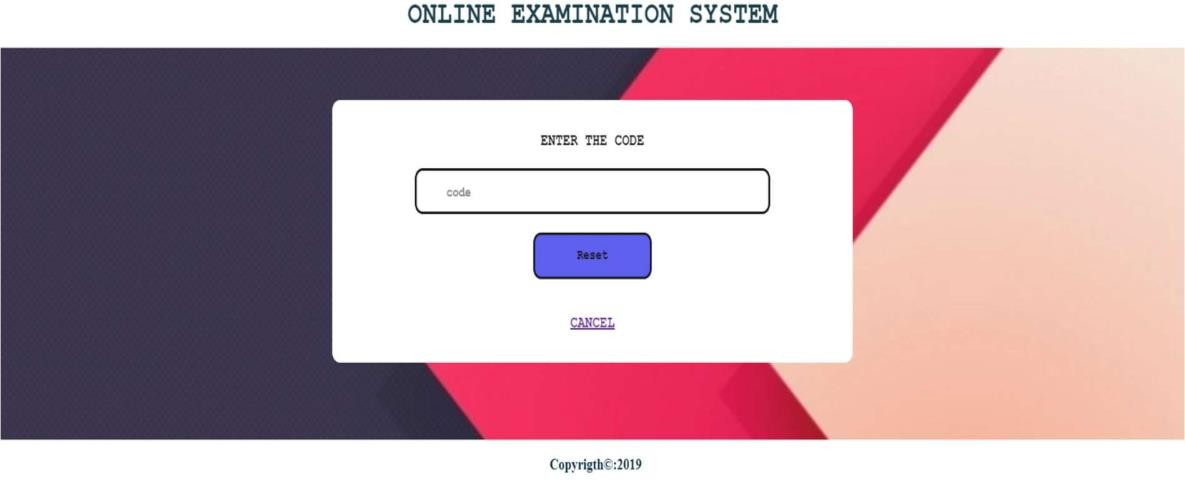 ONLINE EXAMINATION SYSTEM
ENTER THE CODE
code
Reset
CANCEL
Copyrigth©:2019